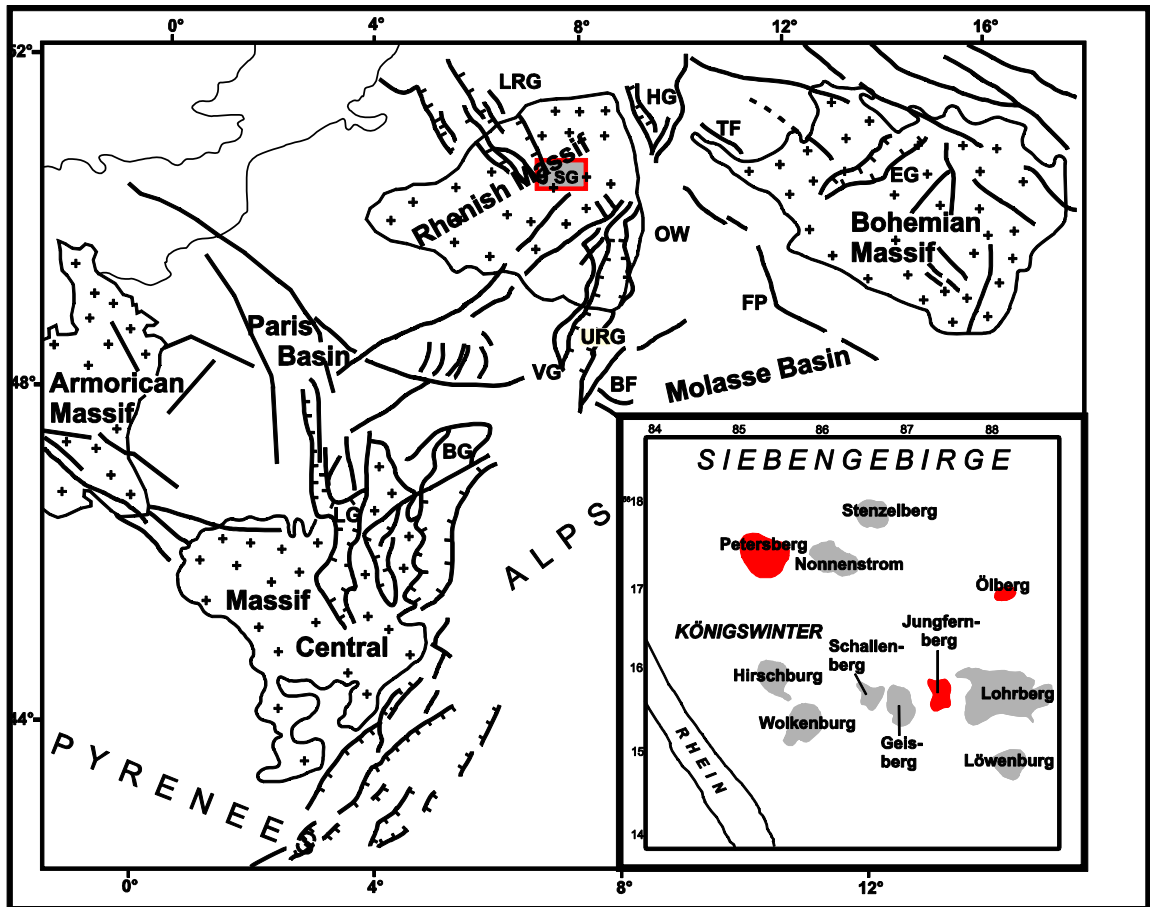 0° 4° 8° 12° 16°
52°
LRG
HG
TF
SG
EG
Rhenish Massif
Bohemian
Massif
OW
FP
Paris
Basin
URG
VG
BF
Molasse Basin
48°
Armorican
Massif
BG
LG
ALPS
Massif
Central
44°
PYRENEES
0° 4° 8° 12°
84 85 86 87 88
SIEBENGEBIRGE
18
Stenzelberg
Petersberg
Nonnenstrom
17
Ölberg
Jungfern-
berg
KÖNIGSWINTER
Schallen-
berg
16
Hirschburg
Lohrberg
Wolkenburg
Geis-
berg
15
Löwenburg
RHEIN
14